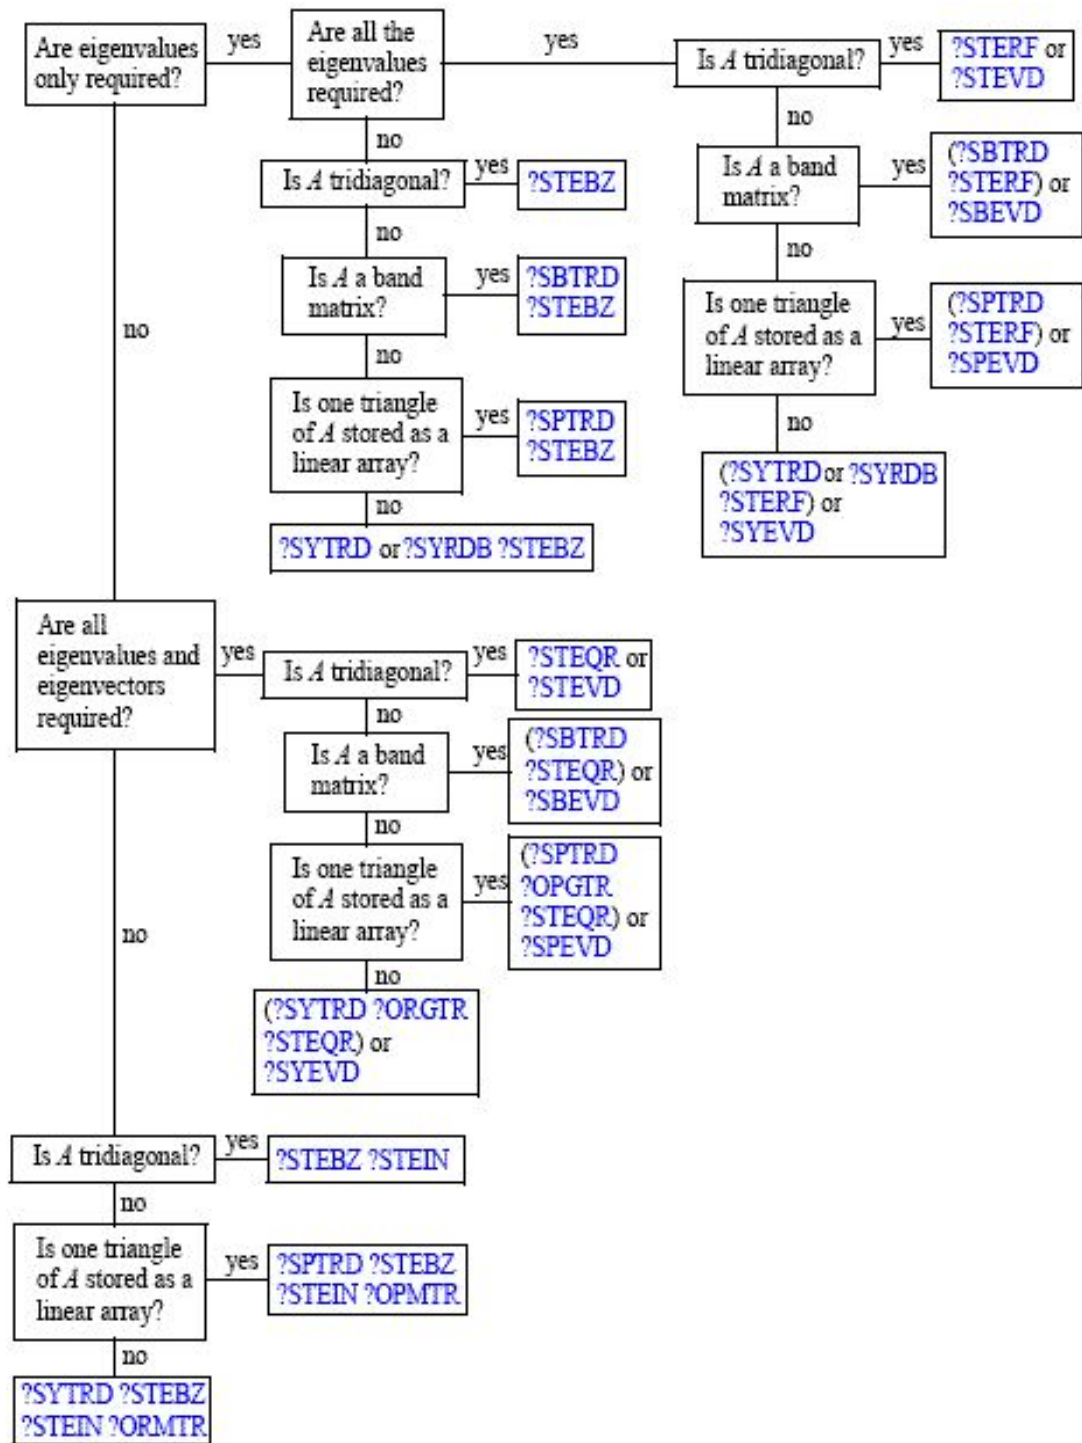 Are eigenvalues
only required?
yes
Are all the
eigenvalues
required?
yes
Is A tridiagonal?
yes
?STERF or
?STEVD
no
Is A a band
matrix?
yes
(?SBTRD
?STERF) or
?SBEVD
no
Is one triangle
of A stored as a
linear array?
yes
(?SPTRD
?STERF) or
?SPEVD
no
(?SYTRD or ?SYRDB
?STERF) or
?SYEVD
no
Is A tridiagonal?
yes
?STEBZ
no
Is A a band
matrix?
yes
?SBTRD
?STEBZ
no
Is one triangle
of A stored as a
linear array?
yes
?SPTRD
?STEBZ
no
?SYTRD or ?SYRDB ?STEBZ
no
Are all
eigenvalues and
eigenvectors
required?
yes
Is A tridiagonal?
yes
?STEQR or
?STEVD
no
Is A a band
matrix?
yes
(?SBTRD
?STEQR) or
?SBEVD
no
Is one triangle
of A stored as a
linear array?
yes
(?SPTRD
?OPGTR
?STEQR) or
?SPEVD
no
(?SYTRD ?ORGTR
?STEQR) or
?SYEVD
no
Is A tridiagonal?
yes
?STEBZ ?STEIN
no
Is one triangle
of A stored as a
linear array?
yes
?SPTRD ?STEBZ
?STEIN ?OPMTR
no
?SYTRD ?STEBZ
?STEIN ?ORMTR